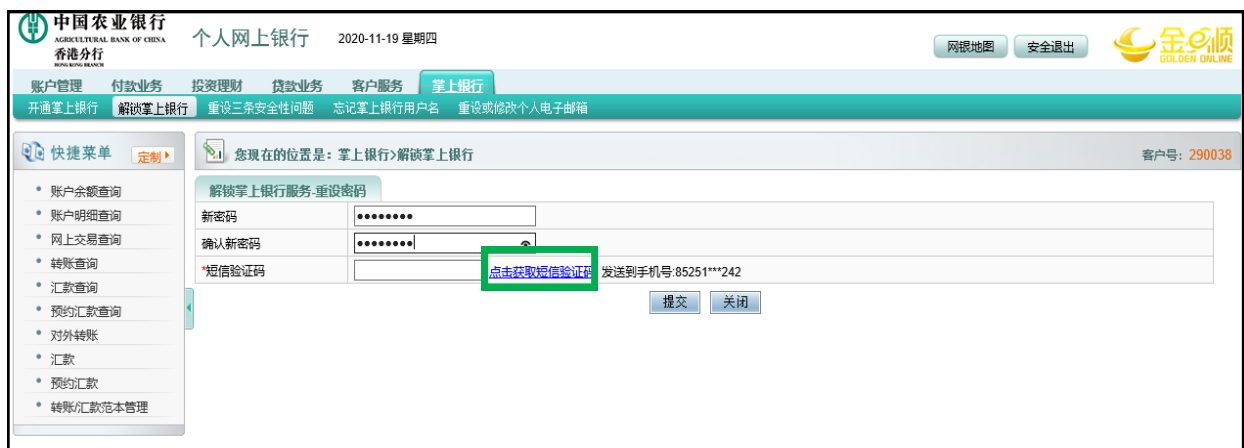 中国农业银行
AGRICULTURAL BANK OF CHINA
香港分行
HONG KONG BRANCH
个人网上银行 2020-11-19 星期四
网银地图 安全退出
金e顺
GOLDEN ONLINE
账户管理 付款业务 投资理财 贷款业务 客户服务 掌上银行
开通掌上银行 解锁掌上银行 重设三条安全性问题 忘记掌上银行用户名 重设或修改个人电子邮箱
快捷菜单 定制
您现在的位置是：掌上银行>解锁掌上银行 客户号：290038
账户余额查询
账户明细查询
网上交易查询
转账查询
汇款查询
预约汇款查询
对外转账
汇款
预约汇款
转账/汇款范本管理
解锁掌上银行服务-重设密码
新密码 ••••••••
确认新密码 ••••••••
*短信验证码 点击获取短信验证码 发送到手机号:85251***242
提交 关闭